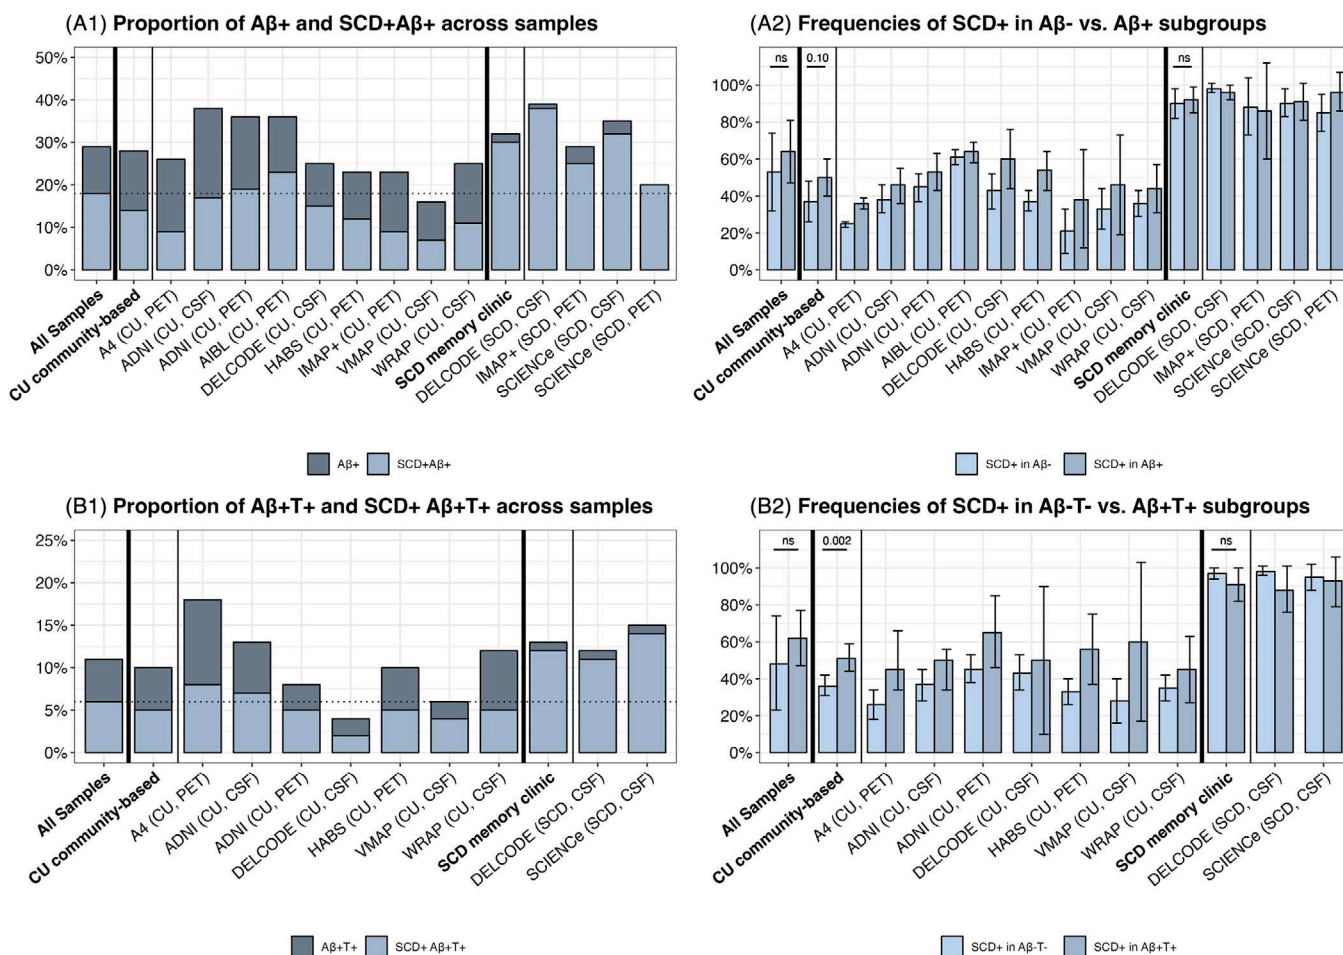 (A1) Proportion of Aβ+ and SCD+Aβ+ across samples
50%
40%
30%
20%
10%
0%
All Samples
CU community-based
A4 (CU, PET)
ADNI (CU, CSF)
ADNI (CU, PET)
AIBL (CU, PET)
DELCODE (CU, CSF)
HABS (CU, PET)
IMAP+ (CU, PET)
VMAP (CU, CSF)
WRAP (CU, CSF)
SCD memory clinic
DELCODE (SCD, CSF)
IMAP+ (SCD, PET)
SCIENCe (SCD, CSF)
SCIENCe (SCD, PET)
Aβ+
SCD+Aβ+
(A2) Frequencies of SCD+ in Aβ- vs. Aβ+ subgroups
ns
0.10
ns
100%
80%
60%
40%
20%
0%
All Samples
CU community-based
A4 (CU, PET)
ADNI (CU, CSF)
ADNI (CU, PET)
AIBL (CU, PET)
DELCODE (CU, CSF)
HABS (CU, PET)
IMAP+ (CU, PET)
VMAP (CU, CSF)
WRAP (CU, CSF)
SCD memory clinic
DELCODE (SCD, CSF)
IMAP+ (SCD, PET)
SCIENCe (SCD, CSF)
SCIENCe (SCD, PET)
SCD+ in Aβ-
SCD+ in Aβ+
(B1) Proportion of Aβ+T+ and SCD+ Aβ+T+ across samples
25%
20%
15%
10%
5%
0%
All Samples
CU community-based
A4 (CU, PET)
ADNI (CU, CSF)
ADNI (CU, PET)
DELCODE (CU, CSF)
HABS (CU, PET)
VMAP (CU, CSF)
WRAP (CU, CSF)
SCD memory clinic
DELCODE (SCD, CSF)
SCIENCe (SCD, CSF)
Aβ+T+
SCD+ Aβ+T+
(B2) Frequencies of SCD+ in Aβ-T- vs. Aβ+T+ subgroups
ns
0.002
ns
100%
80%
60%
40%
20%
0%
All Samples
CU community-based
A4 (CU, PET)
ADNI (CU, CSF)
ADNI (CU, PET)
DELCODE (CU, CSF)
HABS (CU, PET)
VMAP (CU, CSF)
WRAP (CU, CSF)
SCD memory clinic
DELCODE (SCD, CSF)
SCIENCe (SCD, CSF)
SCD+ in Aβ-T-
SCD+ in Aβ+T+